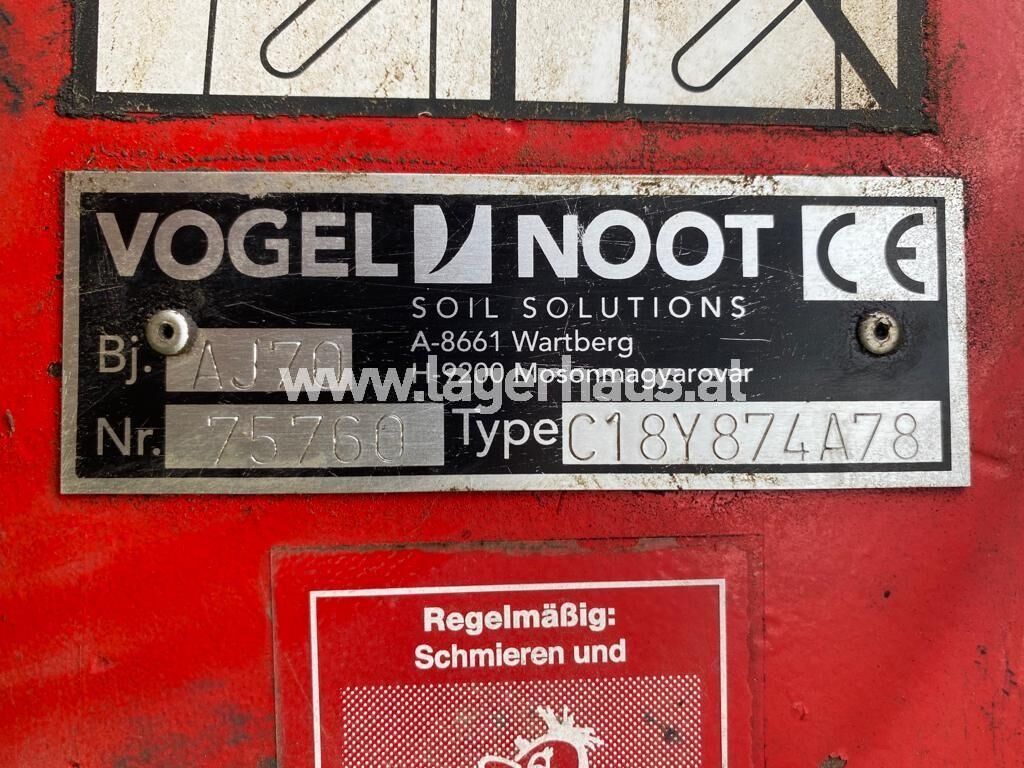 VOGEL NOOT CE
SOIL SOLUTIONS
A-8661 Wartberg
H-9200 Mosonmagyarovar
Bj. AJ70
Nr. 75760 Type C18Y874A78
www.lagerhaus.at
Regelmäßig:
Schmieren und